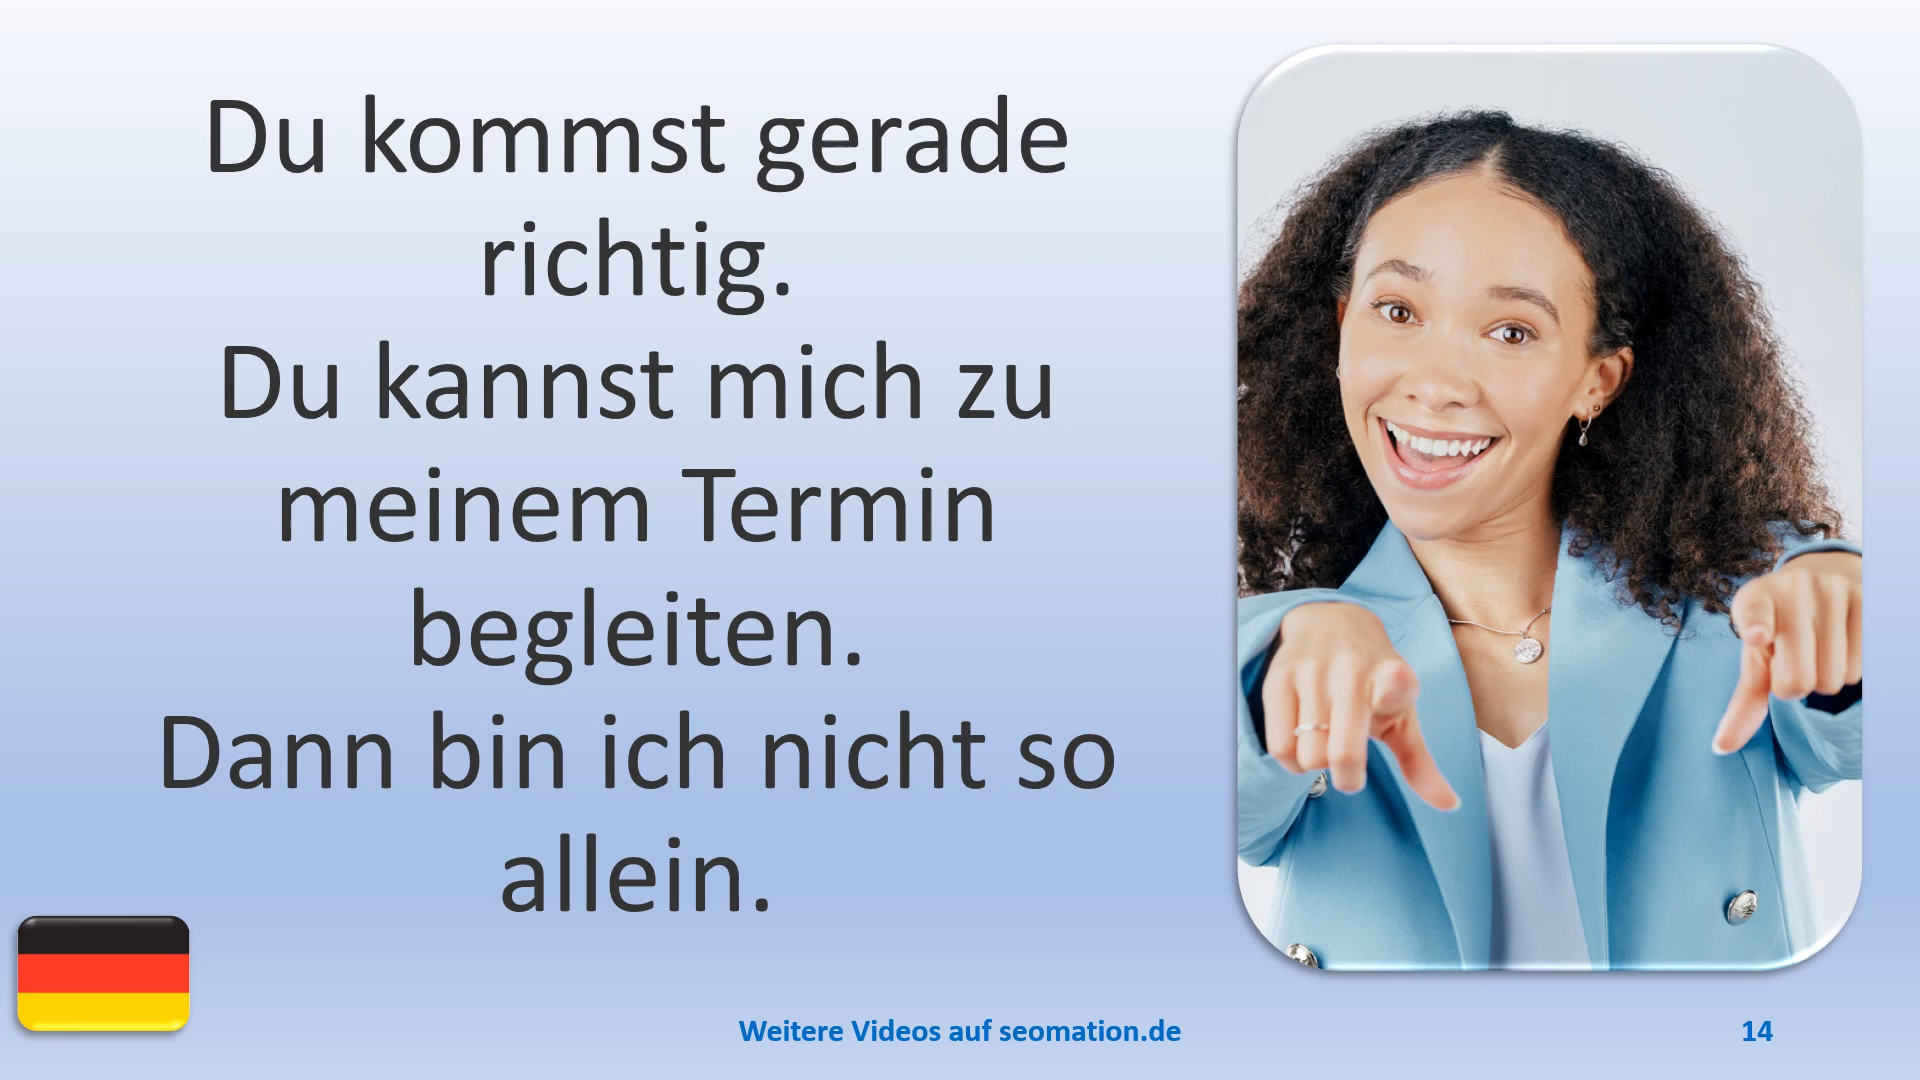 Du kommst gerade
richtig.
Du kannst mich zu
meinem Termin
begleiten.
Dann bin ich nicht so
allein.
Weitere Videos auf seomation.de
14